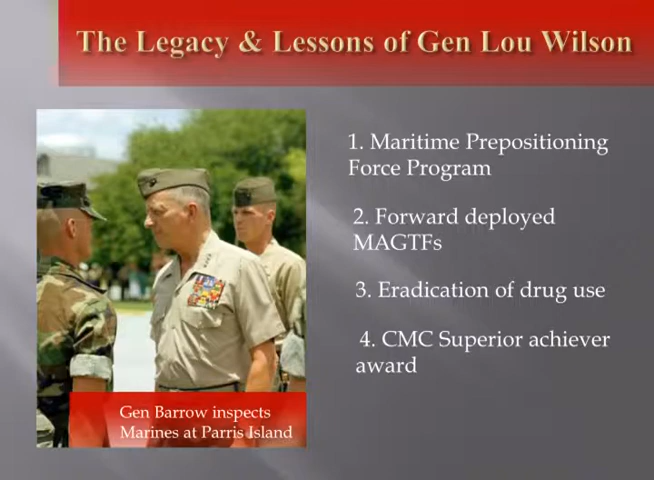 The Legacy & Lessons of Gen Lou Wilson
1. Maritime Prepositioning
Force Program
2. Forward deployed
MAGTFs
3. Eradication of drug use
4. CMC Superior achiever
award
Gen Barrow inspects
Marines at Parris Island